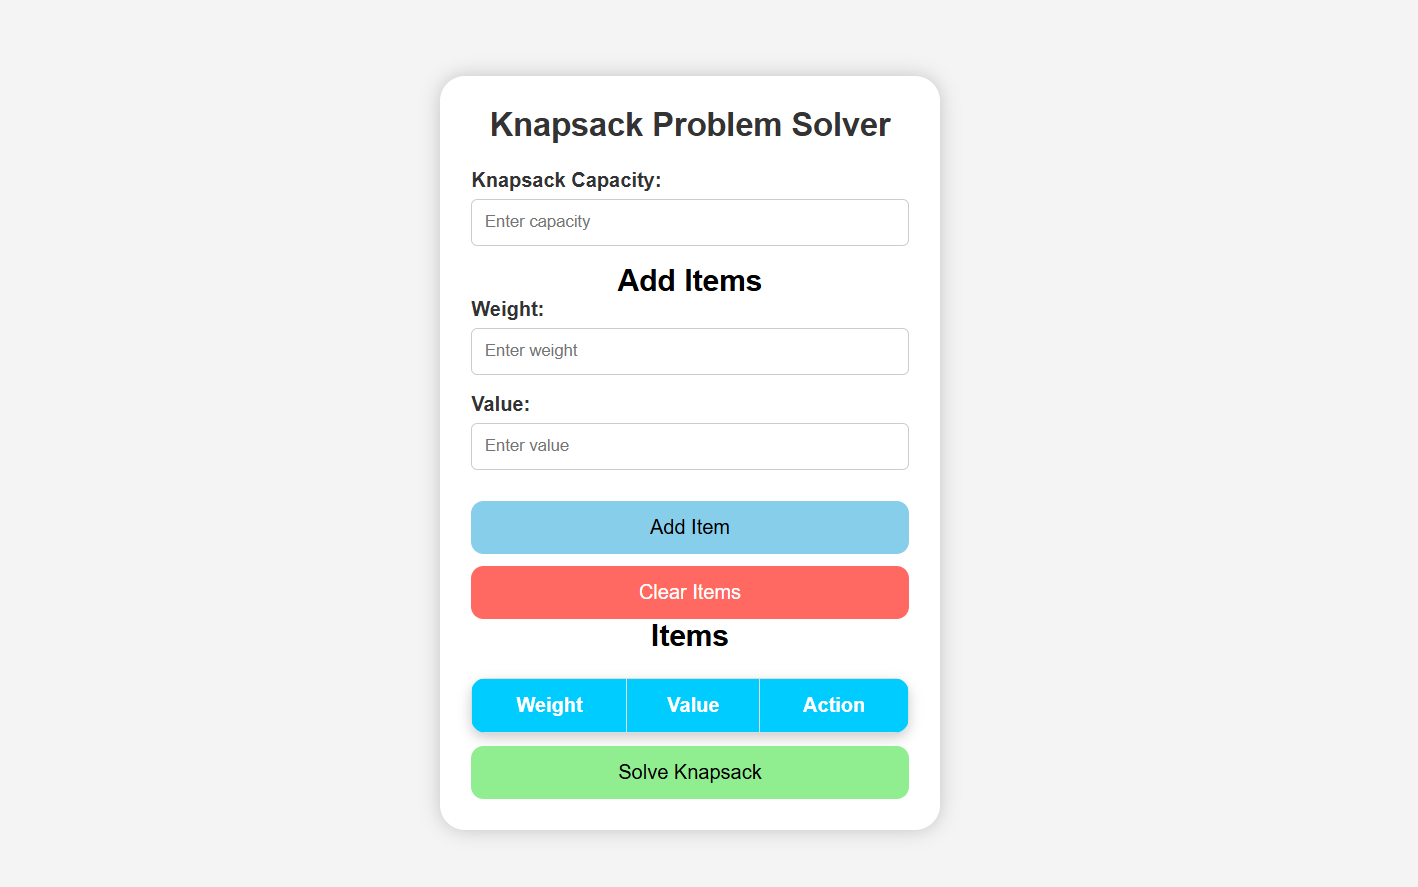 Knapsack Problem Solver
Knapsack Capacity:
Enter capacity
Add Items
Weight:
Enter weight
Value:
Enter value
Add Item
Clear Items
Items
Weight Value Action
Solve Knapsack